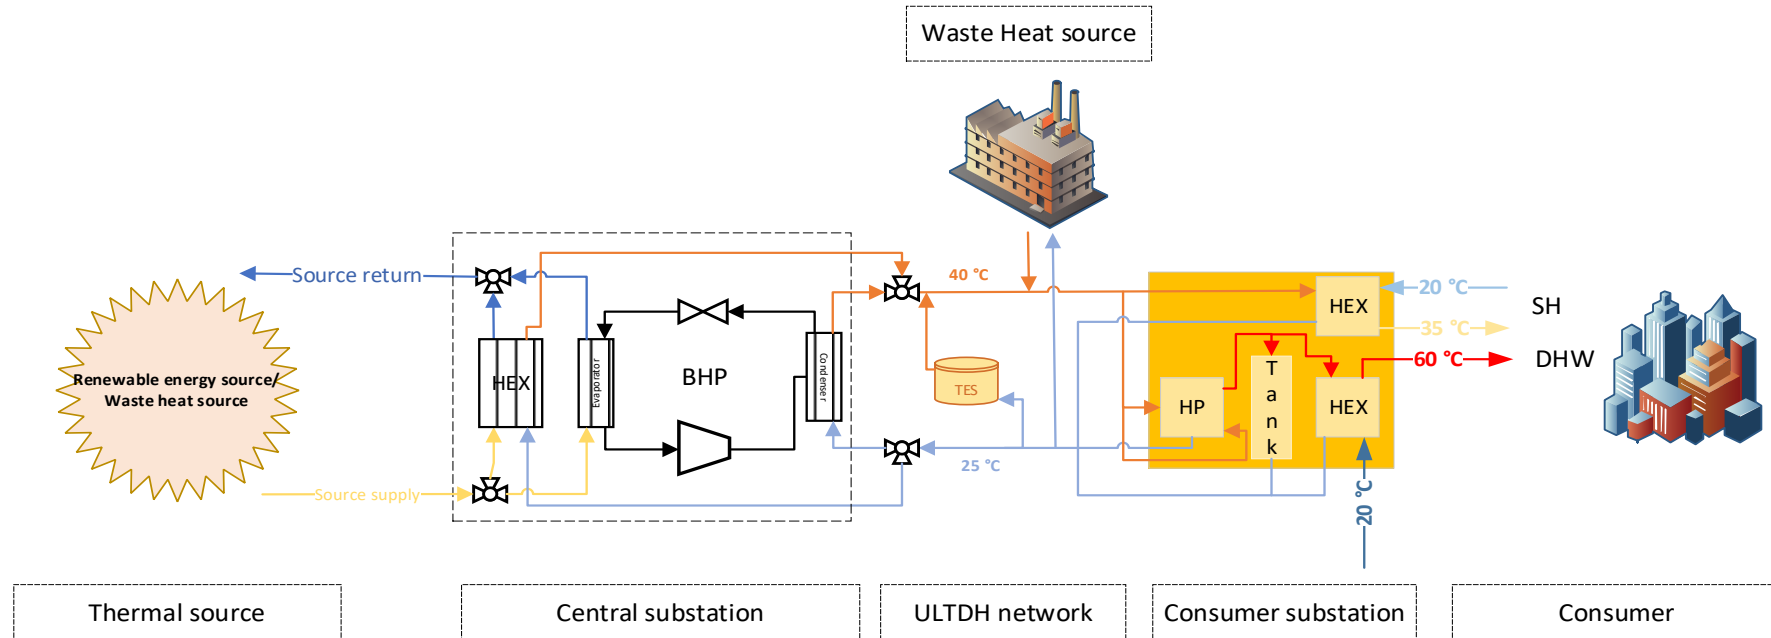 Waste Heat source
Source return
40 °C
HEX
20 °C
SH
35 °C
Renewable energy source/
Waste heat source
HEX
Evaporator
BHP
Condenser
TES
HP
T
a
n
k
HEX
60 °C
DHW
25 °C
Source supply
20 °C
Thermal source
Central substation
ULTDH network
Consumer substation
Consumer